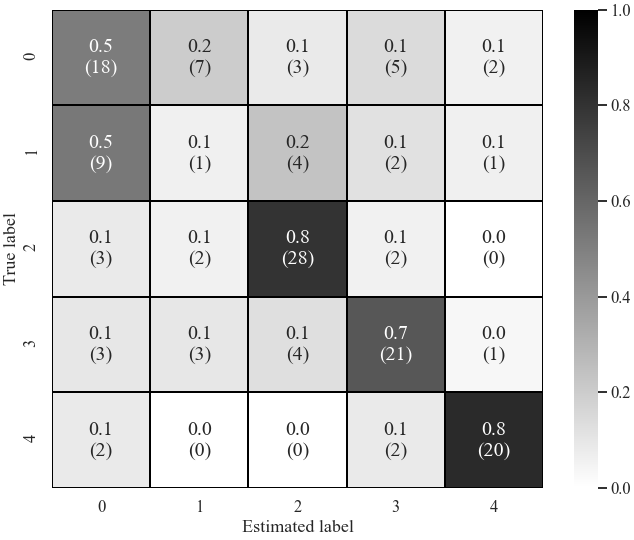 1.0
0.5 0.2 0.1 0.1 0.1
(18) (7) (3) (5) (2)
0
0.8
0.5 0.1 0.2 0.1 0.1
(9) (1) (4) (2) (1)
1
0.6
True label
0.1 0.1 0.8 0.1 0.0
(3) (2) (28) (2) (0)
2
0.4
0.1 0.1 0.1 0.7 0.0
(3) (3) (4) (21) (1)
3
0.2
0.1 0.0 0.0 0.1 0.8
(2) (0) (0) (2) (20)
4
0.0
0 1 2 3 4
Estimated label